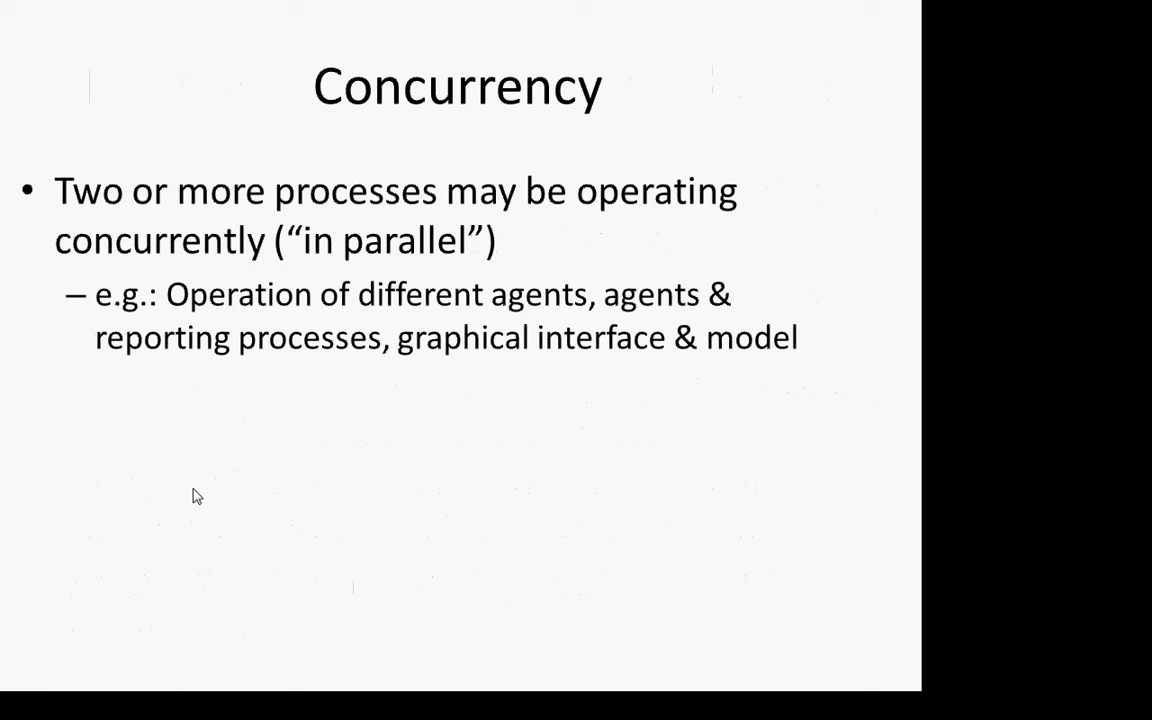 Concurrency
• Two or more processes may be operating
concurrently (“in parallel”)
– e.g.: Operation of different agents, agents &
reporting processes, graphical interface & model